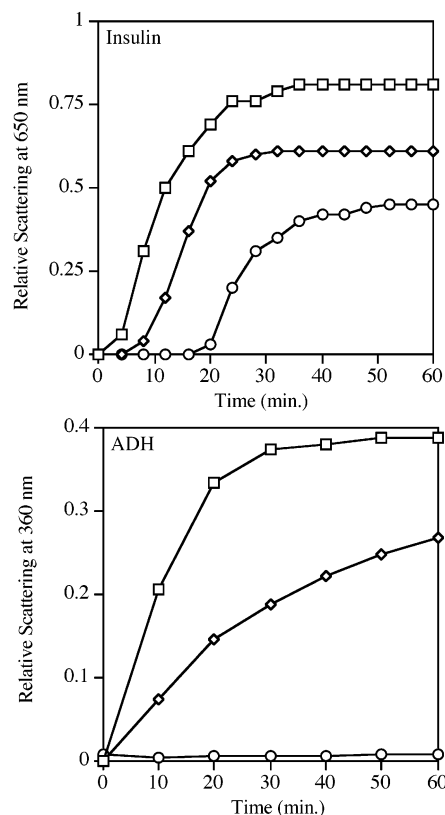 1
Insulin
0.75
0.5
0.25
0
0 10 20 30 40 50 60
Relative Scattering at 650 nm
Time (min.)
0.4
ADH
0.3
0.2
0.1
0
0 10 20 30 40 50 60
Relative Scattering at 360 nm
Time (min.)